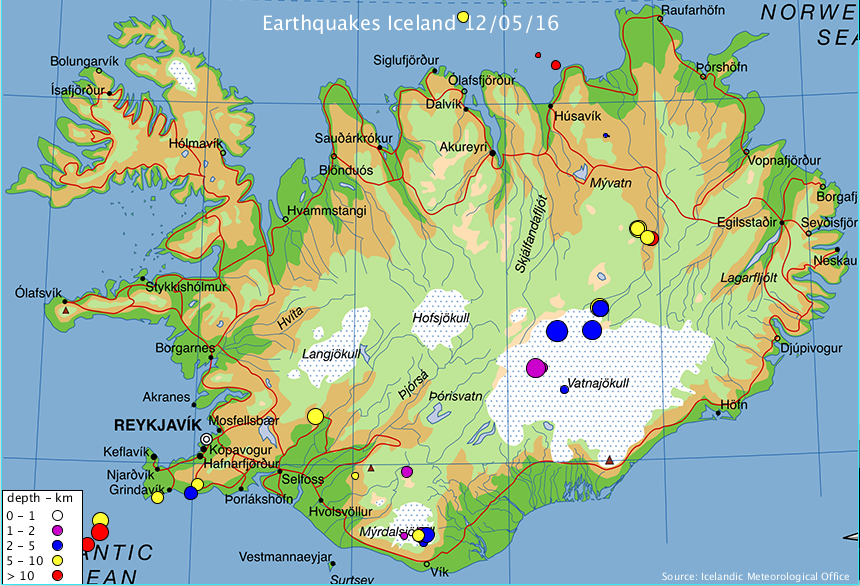 Earthquakes Iceland 12/05/16
NORWE
SEA
Raufarhöfn
Bolungarvík
Siglufjörður
Þórshöfn
Ísafjörður
Ólafsfjörður
Dalvík
Húsavík
Sauðárkrókur
Hólmavík
Akureyri
Vopnafjörður
Blönduós
Mývatn
Borgarfj
Hvammstangi
Skjálfandafljót
Egilsstaðir
Seyðisfjör
Neskau
Lagarfljólt
Stykkishólmur
Ólafsvík
Hvíta
Hofsjökull
Langjökull
Borgarnes
Djúpivogur
Þjórsá
Þórisvatn
Vatnajökull
Akranes
Höfn
REYKJAVÍK
Mosfellsbær
Keflavík
Kópavogur
Hafnarfjørður
Njarðvík
Selfoss
Grindavík
Þorlákshöfn
Hvolsvöllur
depth - km
0 - 1
1 - 2
2 - 5
5 - 10
> 10
Mýrdalsjökull
ANTIC
EAN
Vestmannaeyjar
Vík
Surtsey
Source: Icelandic Meteorological Office